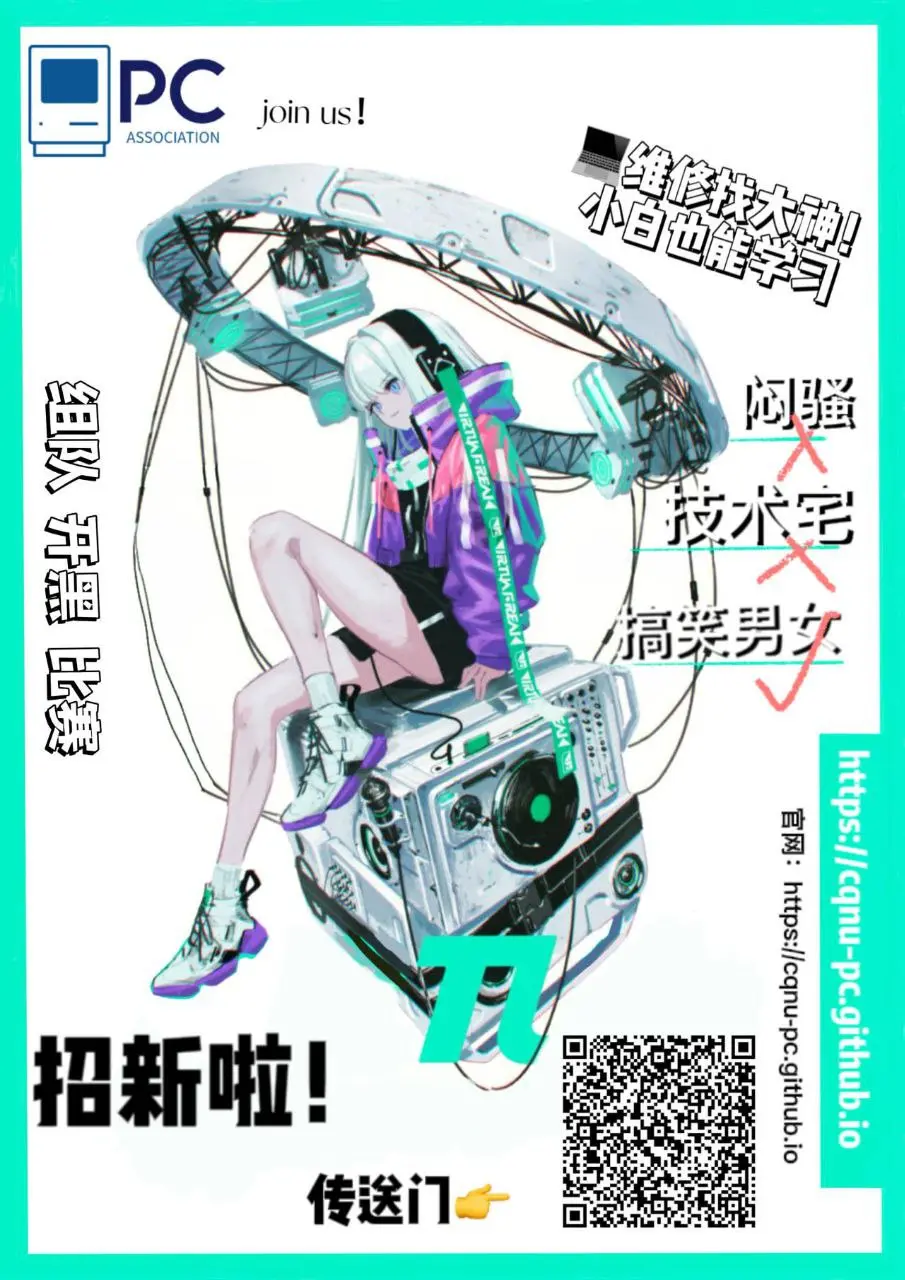 PC
ASSOCIATION
join us!
维修找大神!
小白也能学习
闷骚
技术宅
搞笑男女
组队 开黑 比赛
VIRTUAFREAK
VIRTUAFREAK
官网：https://cqnu-pc.github.io
https://cqnu-pc.github.io
π
招新啦!
传送门👉